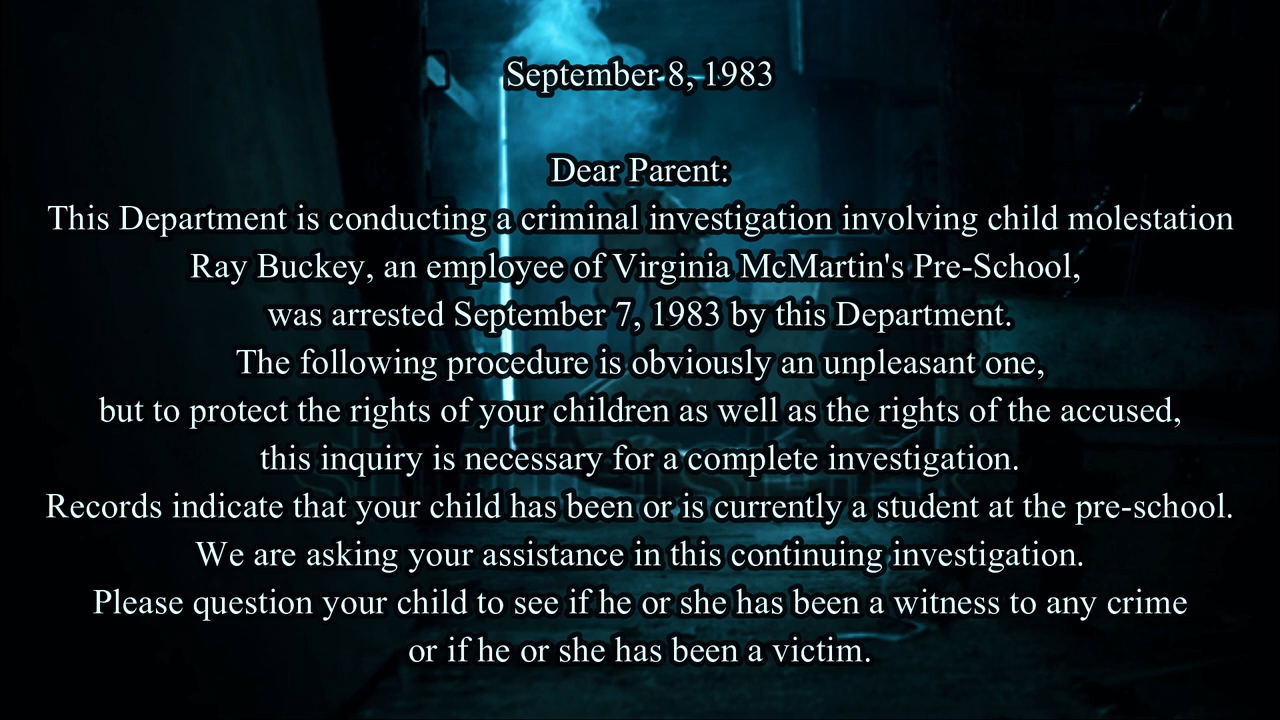 September 8, 1983
Dear Parent:
This Department is conducting a criminal investigation involving child molestation
Ray Buckey, an employee of Virginia McMartin's Pre-School,
was arrested September 7, 1983 by this Department.
The following procedure is obviously an unpleasant one,
but to protect the rights of your children as well as the rights of the accused,
this inquiry is necessary for a complete investigation.
Records indicate that your child has been or is currently a student at the pre-school.
We are asking your assistance in this continuing investigation.
Please question your child to see if he or she has been a witness to any crime
or if he or she has been a victim.